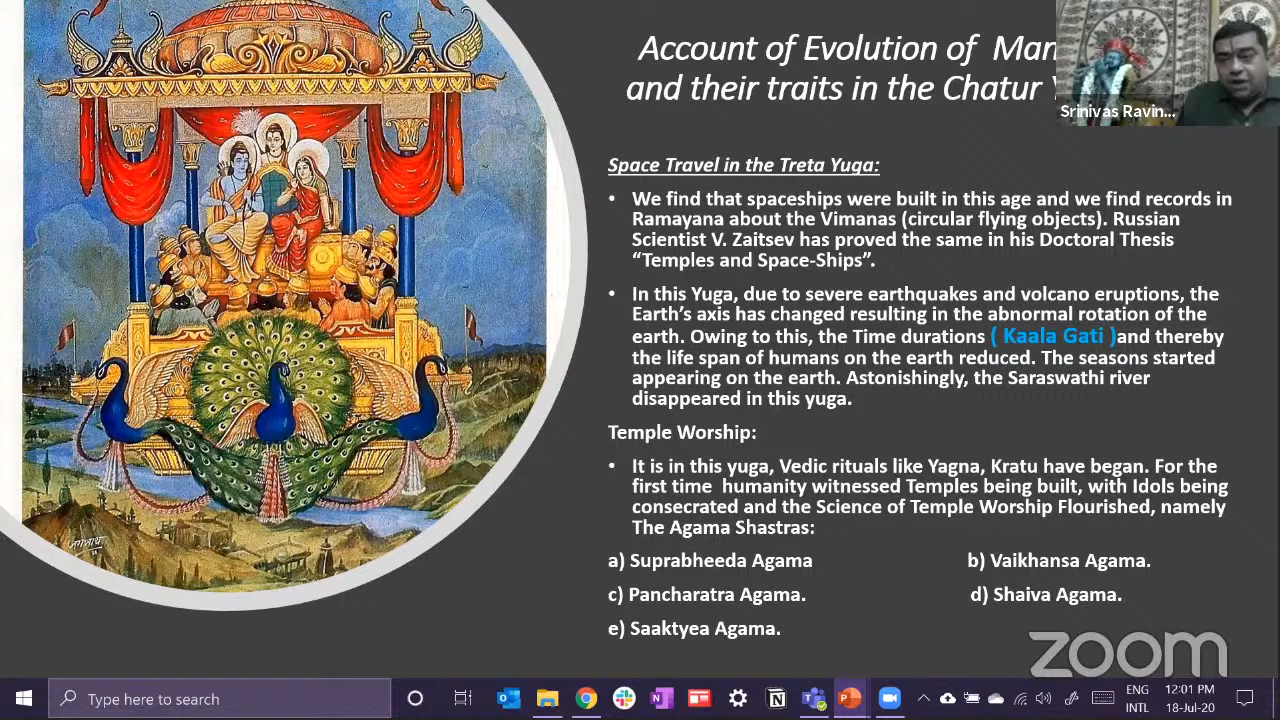 Account of Evolution of Man
and their traits in the Chatur
Srinivas Ravin...
Space Travel in the Treta Yuga:
• We find that spaceships were built in this age and we find records in
Ramayana about the Vimanas (circular flying objects). Russian
Scientist V. Zaitsev has proved the same in his Doctoral Thesis
“Temples and Space-Ships”.
• In this Yuga, due to severe earthquakes and volcano eruptions, the
Earth’s axis has changed resulting in the abnormal rotation of the
earth. Owing to this, the Time durations ( Kaala Gati )and thereby
the life span of humans on the earth reduced. The seasons started
appearing on the earth. Astonishingly, the Saraswathi river
disappeared in this yuga.
Temple Worship:
• It is in this yuga, Vedic rituals like Yagna, Kratu have began. For the
first time humanity witnessed Temples being built, with Idols being
consecrated and the Science of Temple Worship Flourished, namely
The Agama Shastras:
a) Suprabheeda Agama b) Vaikhansa Agama.
c) Pancharatra Agama. d) Shaiva Agama.
e) Saaktyea Agama.
zoom
Type here to search
ENG
INTL
12:01 PM
18-Jul-20